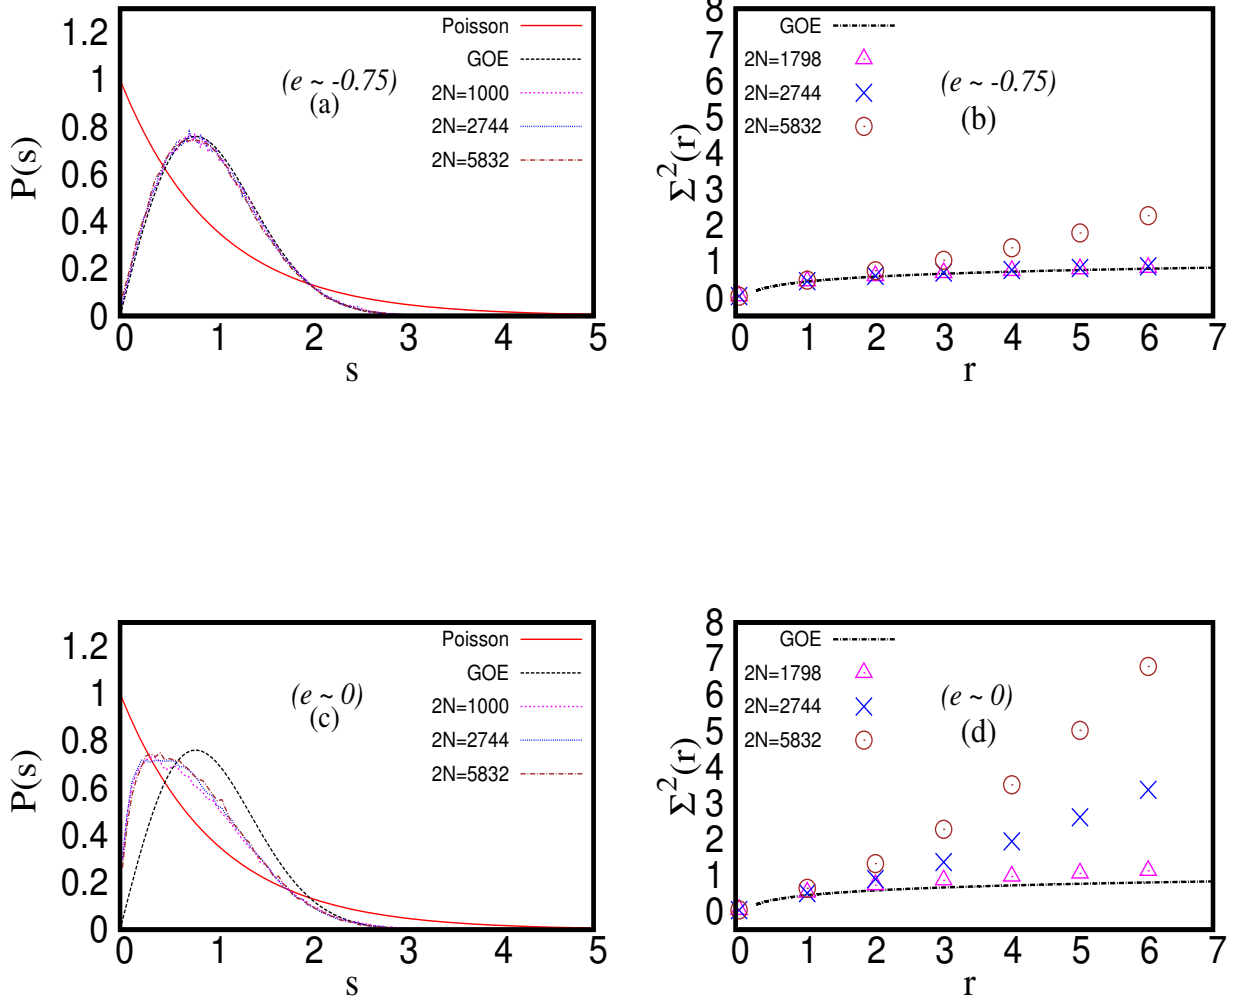 1.2
1
0.8
0.6
0.4
0.2
0
P(s)
Poisson
GOE
2N=1000
2N=2744
2N=5832
(e ~ -0.75)
(a)
0 1 2 3 4 5
s
8
7
6
5
4
3
2
1
0
Σ²(r)
GOE
2N=1798
2N=2744
2N=5832
(e ~ -0.75)
(b)
0 1 2 3 4 5 6 7
r
1.2
1
0.8
0.6
0.4
0.2
0
P(s)
Poisson
GOE
2N=1000
2N=2744
2N=5832
(e ~ 0)
(c)
0 1 2 3 4 5
s
8
7
6
5
4
3
2
1
0
Σ²(r)
GOE
2N=1798
2N=2744
2N=5832
(e ~ 0)
(d)
0 1 2 3 4 5 6 7
r